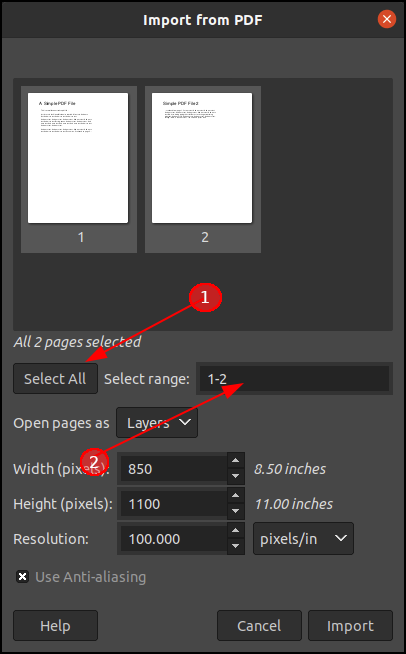 Import from PDF
A Simple PDF File
Simple PDF File 2
1
2
1
All 2 pages selected
Select All Select range: 1-2
Open pages as Layers
2
Width (pixels): 850 8.50 inches
Height (pixels): 1100 11.00 inches
Resolution: 100.000 pixels/in
Use Anti-aliasing
Help Cancel Import